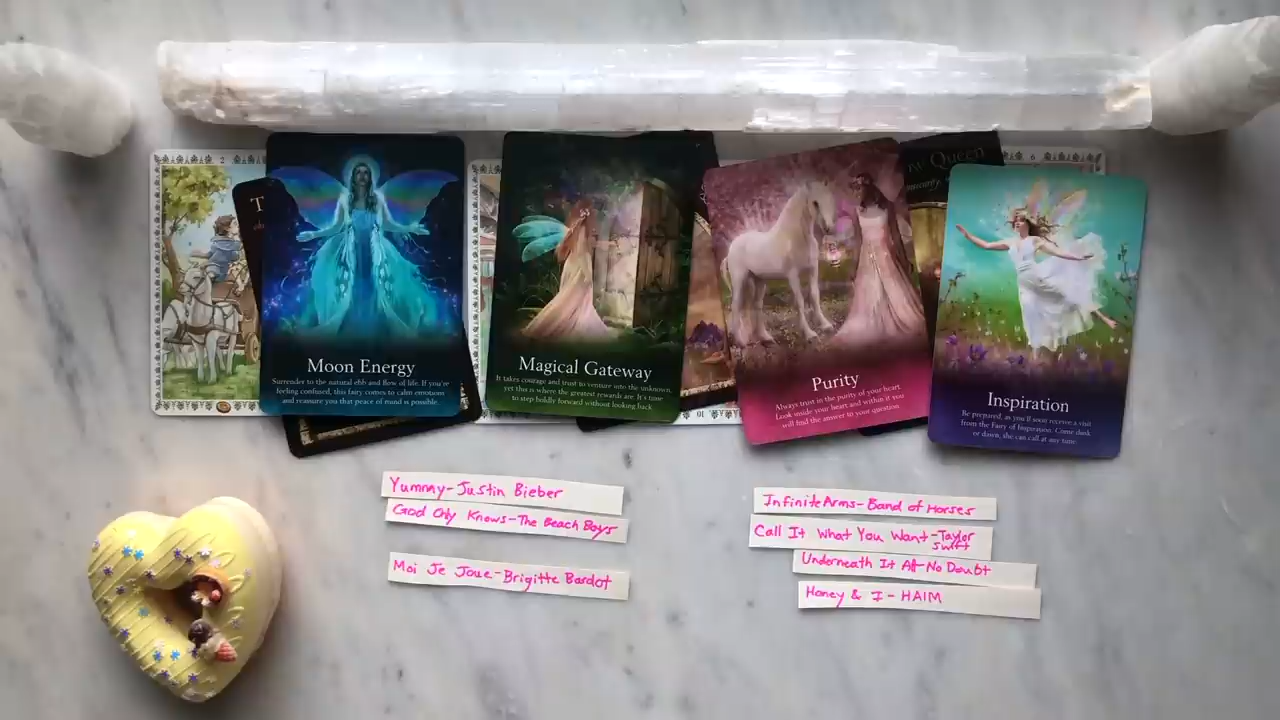 2
T
ne Queen
6
Moon Energy
Surrender to the natural ebb and flow of life. If you're
feeling confused, this fairy comes to calm emotions
and reassure you that peace of mind is possible.
Magical Gateway
It takes courage and trust to venture into the unknown,
yet this is where the greatest rewards are. It's time
to step boldly forward without looking back.
10
Purity
Always trust in the purity of your heart.
Look inside your heart and within it you
will find the answer to your question.
Inspiration
Be prepared, as you'll soon receive a visit
from the Fairy of Inspiration. Come dusk
or dawn, she can call at any time.
Yummy-Justin Bieber
God Only Knows-The Beach Boys
Moi Je Joue-Brigitte Bardot
Infinite Arms-Band of Horses
Call It What You Want-Taylor
Swift
Underneath It All-No Doubt
Honey & I-HAIM